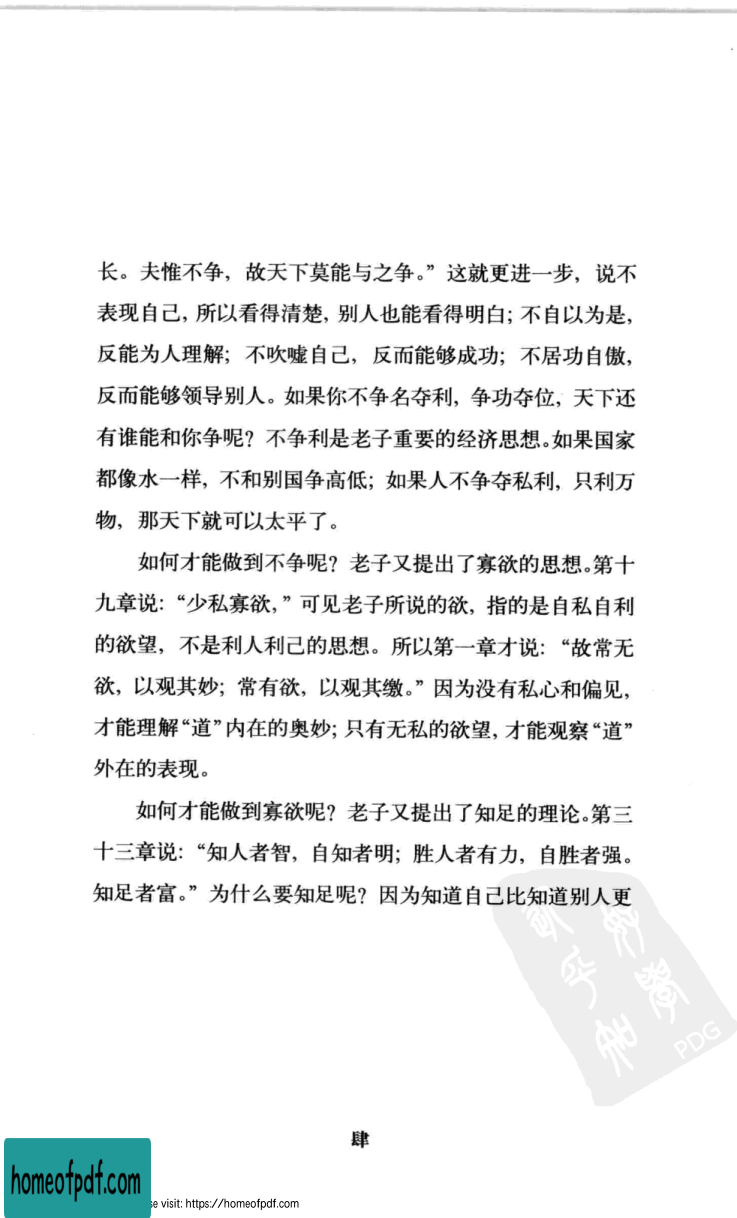 长。夫惟不争，故天下莫能与之争。”这就更进一步，说不
表现自己，所以看得清楚，别人也能看得明白；不自以为是，
反能为人理解；不吹嘘自己，反而能够成功；不居功自傲，
反而能够领导别人。如果你不争名夺利，争功夺位，天下还
有谁能和你争呢？不争利是老子重要的经济思想。如果国家
都像水一样，不和别国争高低；如果人不争夺私利，只利万
物，那天下就可以太平了。
如何才能做到不争呢？老子又提出了寡欲的思想。第十
九章说：“少私寡欲，”可见老子所说的欲，指的是自私自利
的欲望，不是利人利己的思想。所以第一章才说：“故常无
欲，以观其妙；常有欲，以观其缴。”因为没有私心和偏见，
才能理解“道”内在的奥妙；只有无私的欲望，才能观察“道”
外在的表现。
如何才能做到寡欲呢？老子又提出了知足的理论。第三
十三章说：“知人者智，自知者明；胜人者有力，自胜者强。
知足者富。”为什么要知足呢？因为知道自己比知道别人更
PDG
肆
homeofpdf.com
se visit: https://homeofpdf.com